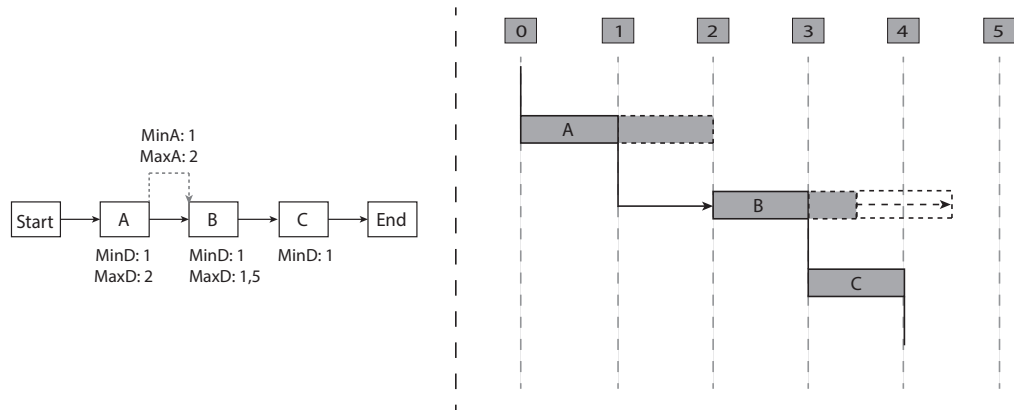 0 1 2 3 4 5
MinA: 1
MaxA: 2
A
Start A B C End
B
MinD: 1 MinD: 1 MinD: 1
MaxD: 2 MaxD: 1,5
C